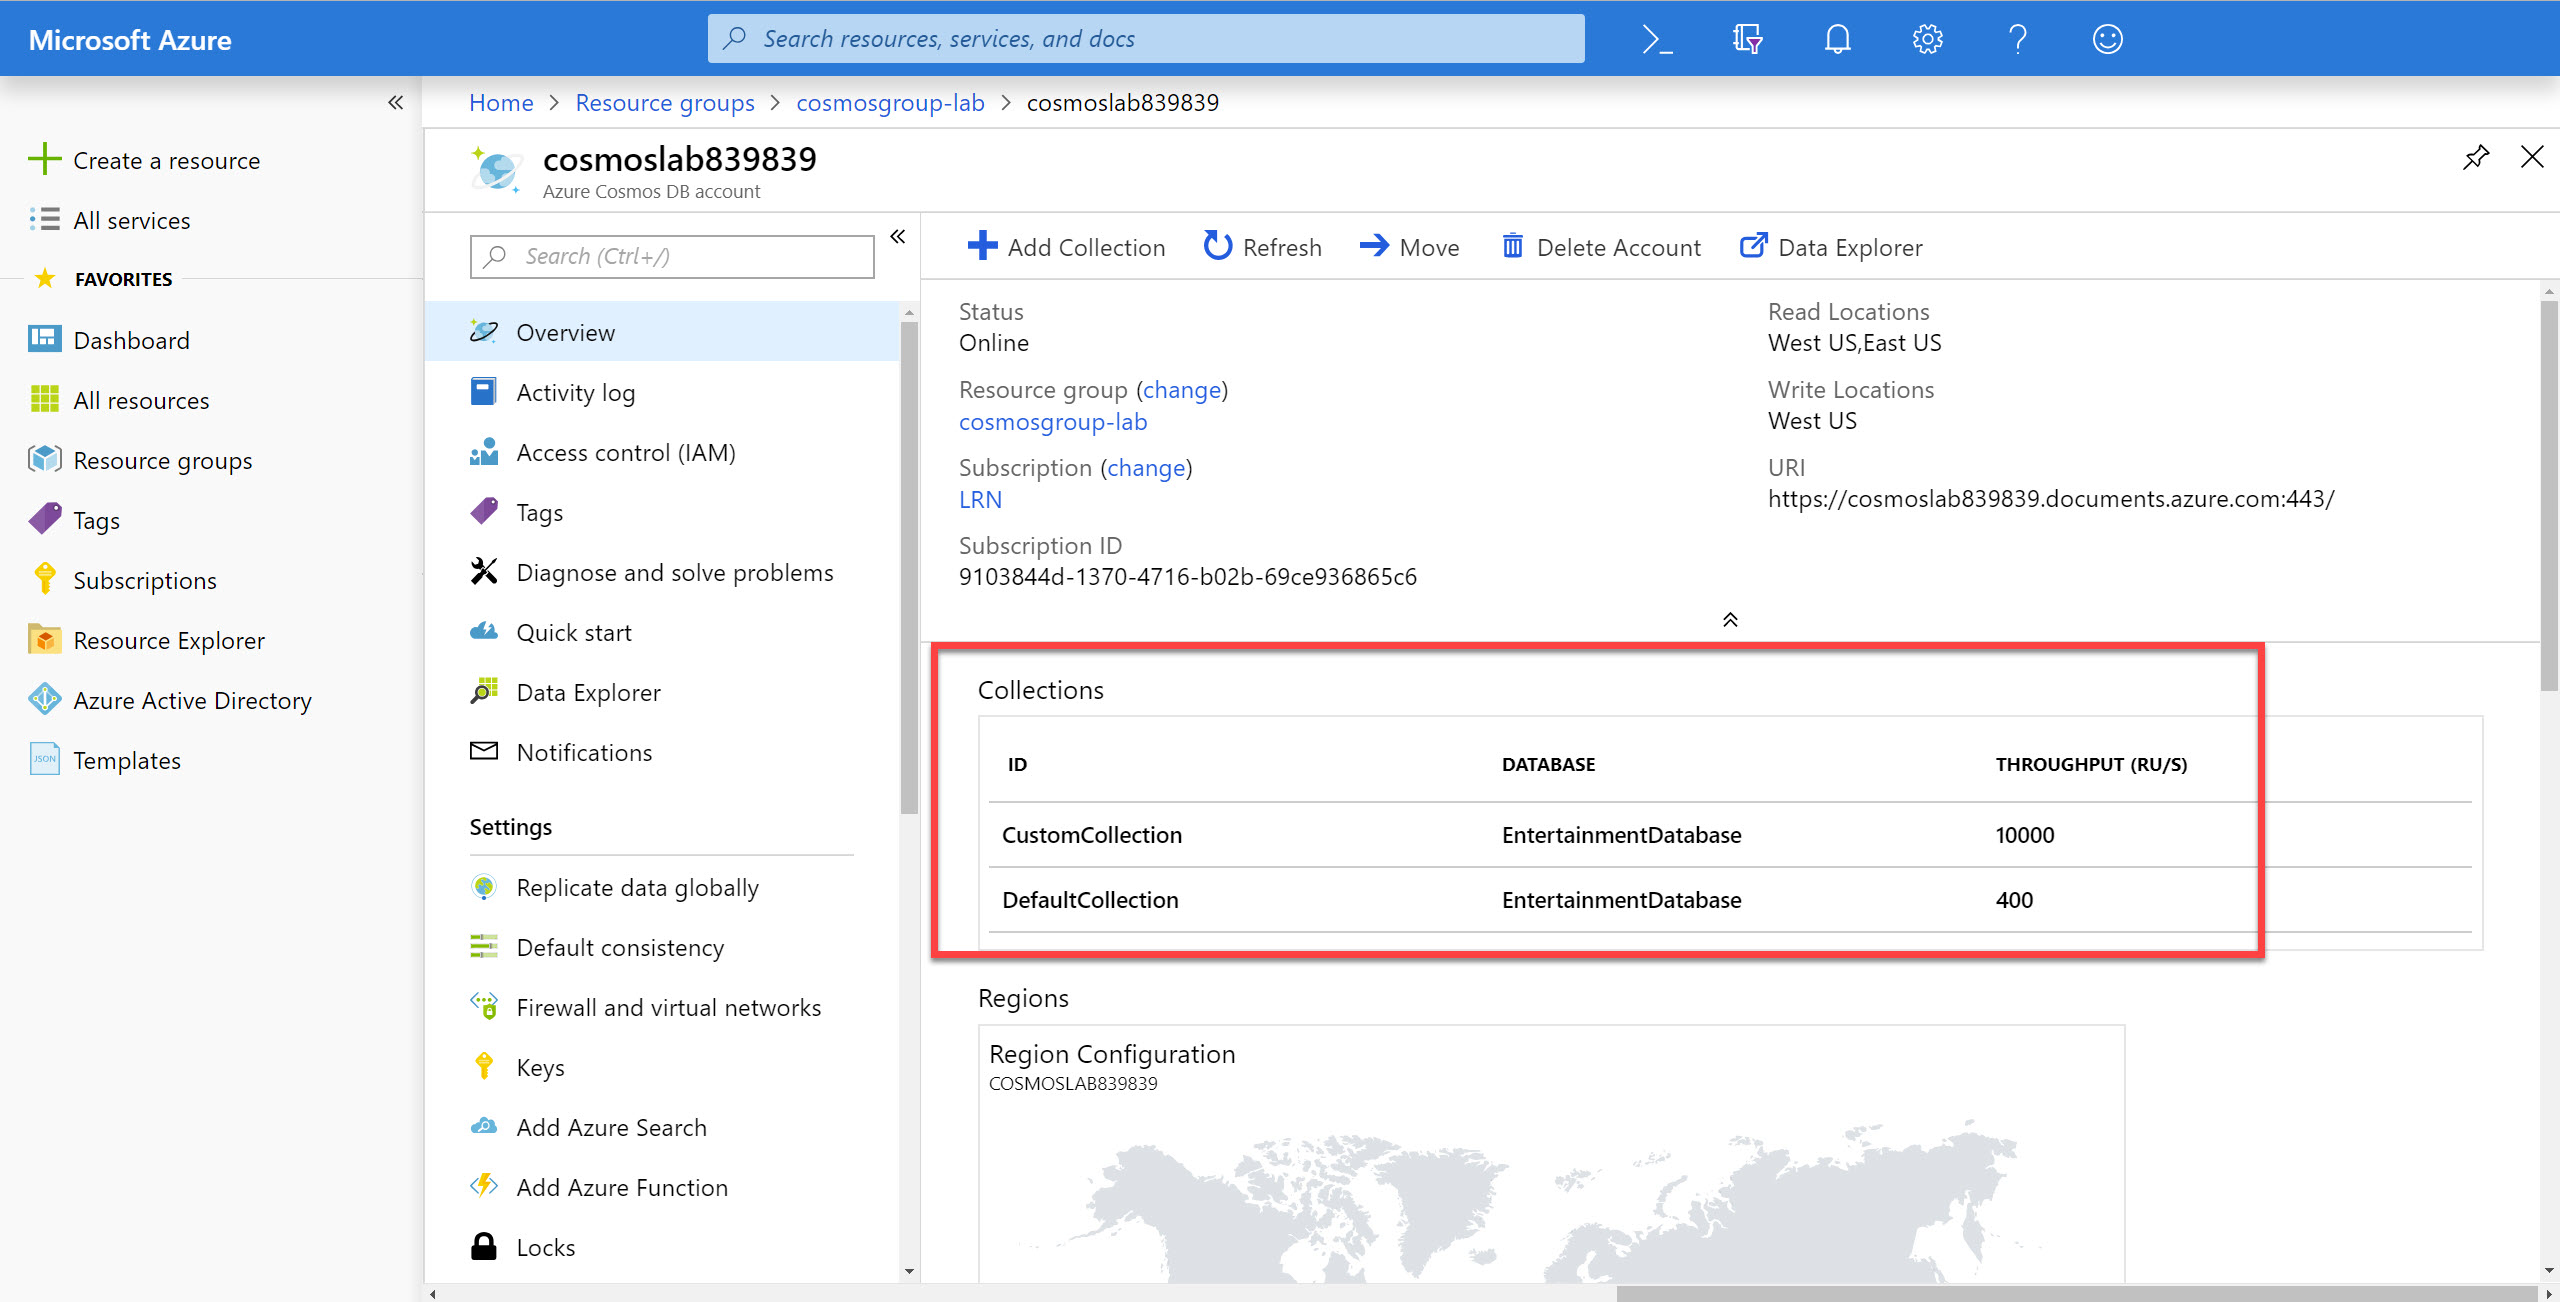 Microsoft Azure
Search resources, services, and docs
Home > Resource groups > cosmosgroup-lab > cosmoslab839839
Create a resource
All services
FAVORITES
Dashboard
All resources
Resource groups
Tags
Subscriptions
Resource Explorer
Azure Active Directory
JSON
Templates
cosmoslab839839
Azure Cosmos DB account
Search (Ctrl+/)
Overview
Activity log
Access control (IAM)
Tags
Diagnose and solve problems
Quick start
Data Explorer
Notifications
Settings
Replicate data globally
Default consistency
Firewall and virtual networks
Keys
Add Azure Search
Add Azure Function
Locks
Add Collection Refresh Move Delete Account Data Explorer
Status
Online
Resource group (change)
cosmosgroup-lab
Subscription (change)
LRN
Subscription ID
9103844d-1370-4716-b02b-69ce936865c6
Read Locations
West US,East US
Write Locations
West US
URI
https://cosmoslab839839.documents.azure.com:443/
Collections
ID DATABASE THROUGHPUT (RU/S)
CustomCollection EntertainmentDatabase 10000
DefaultCollection EntertainmentDatabase 400
Regions
Region Configuration
COSMOSLAB839839